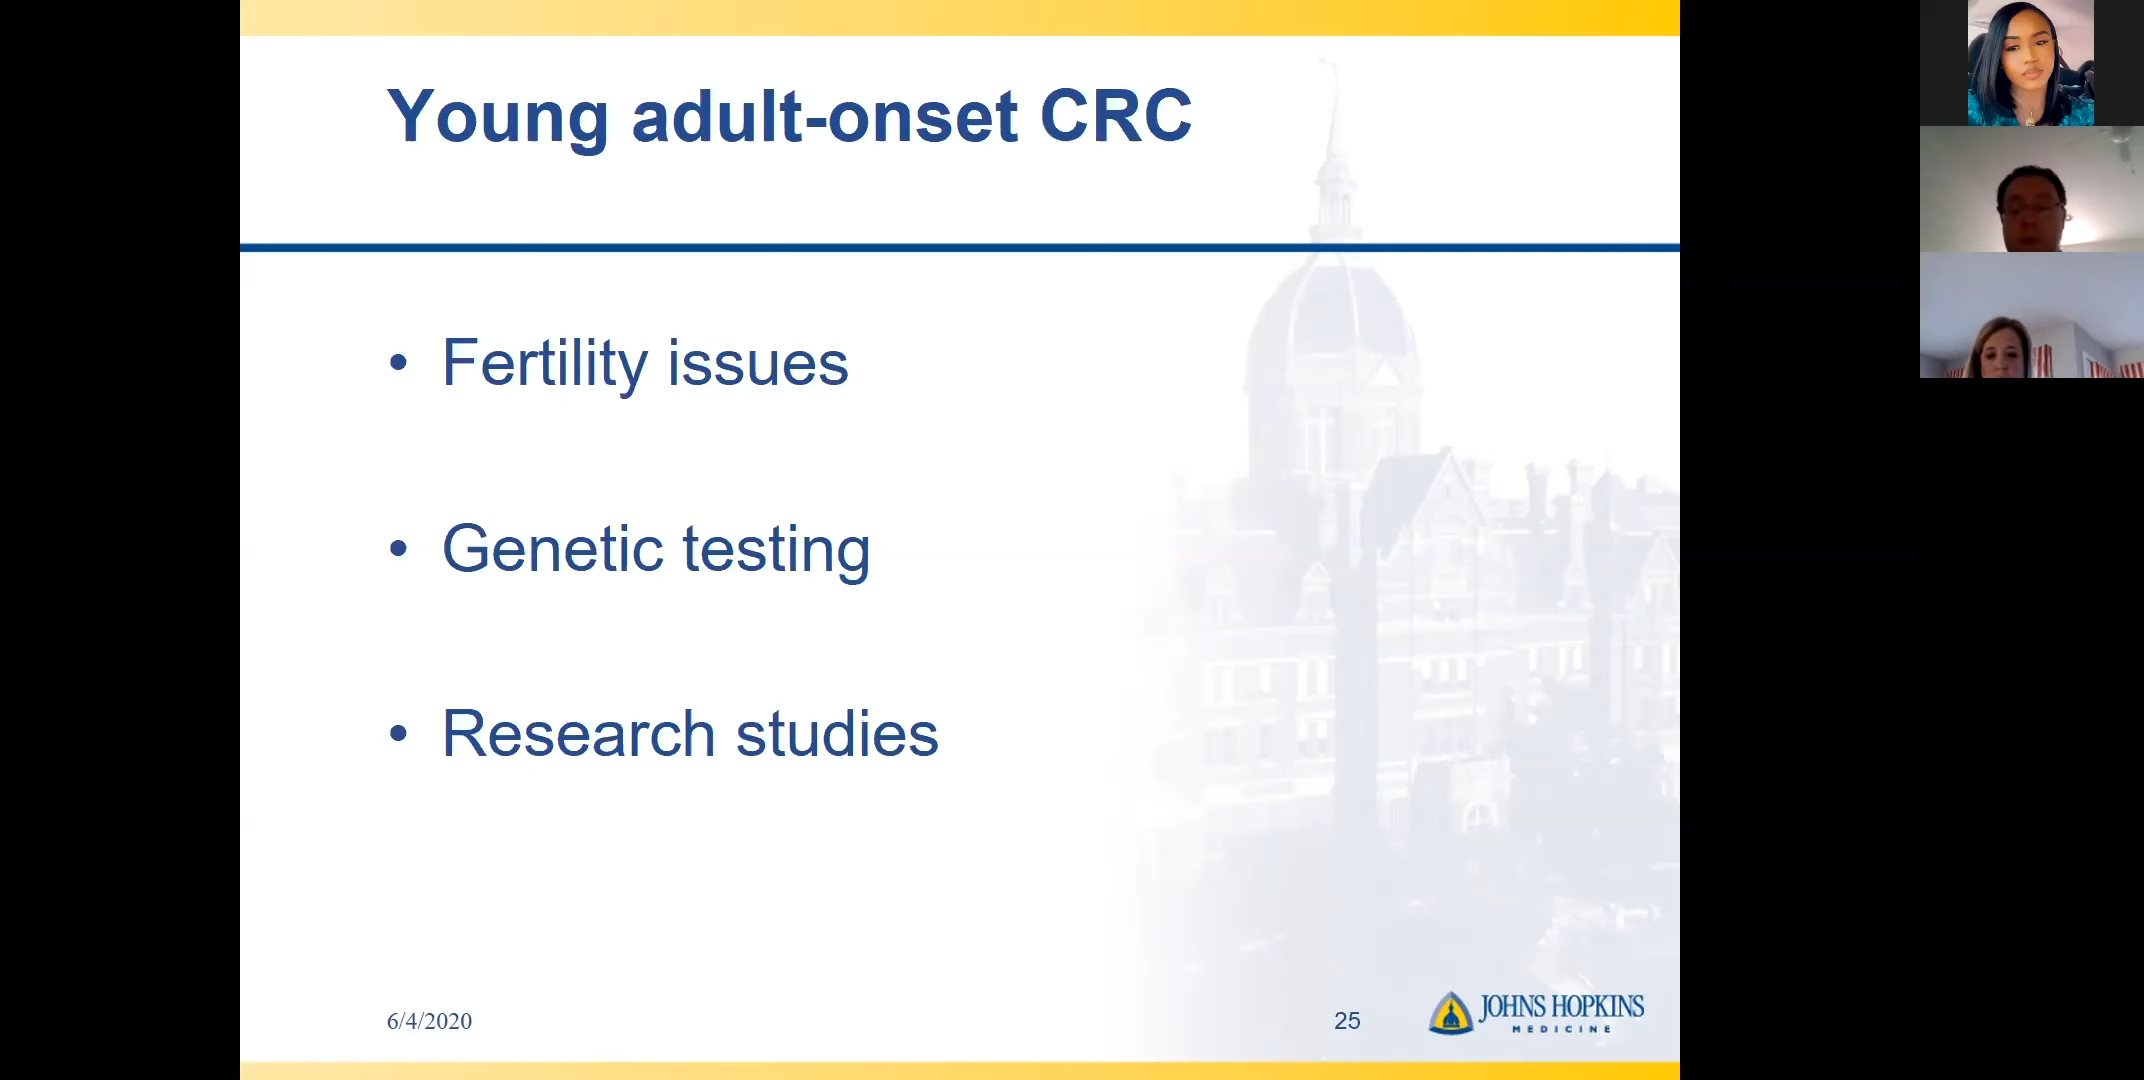 Young adult-onset CRC
• Fertility issues
• Genetic testing
• Research studies
6/4/2020
25
JOHNS HOPKINS
MEDICINE